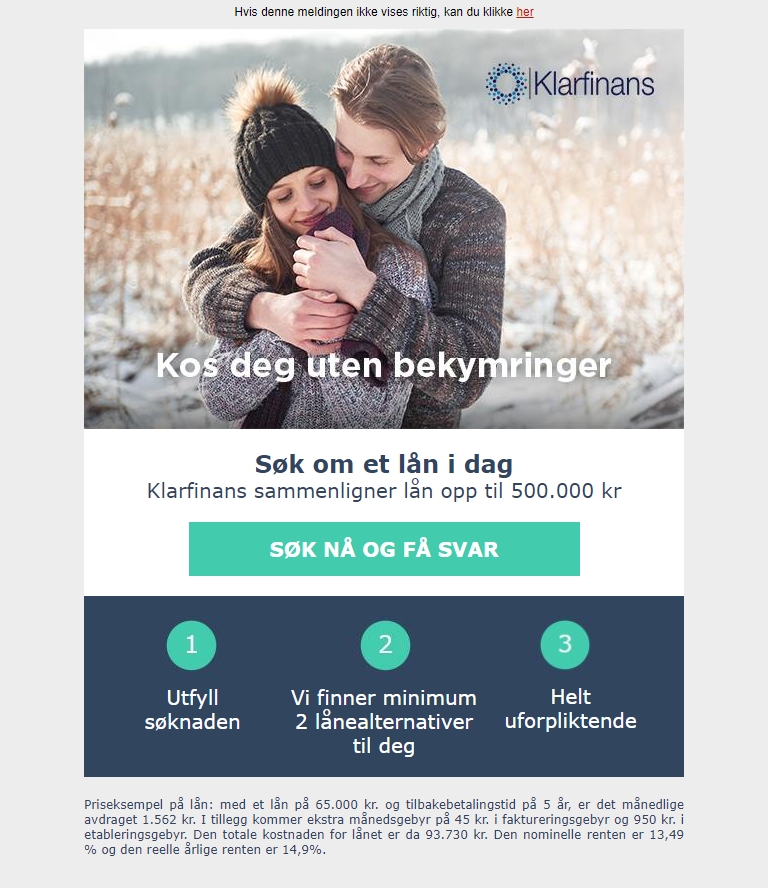 Hvis denne meldingen ikke vises riktig, kan du klikke her
Klarfinans
Kos deg uten bekymringer
Søk om et lån i dag
Klarfinans sammenligner lån opp til 500.000 kr
SØK NÅ OG FÅ SVAR
1
Utfyll
søknaden
2
Vi finner minimum
2 lånealternativer
til deg
3
Helt
uforpliktende
Priseksempel på lån: med et lån på 65.000 kr. og tilbakebetalingstid på 5 år, er det månedlige
avdraget 1.562 kr. I tillegg kommer ekstra månedsgebyr på 45 kr. i faktureringsgebyr og 950 kr. i
etableringsgebyr. Den totale kostnaden for lånet er da 93.730 kr. Den nominelle renten er 13,49
% og den reelle årlige renten er 14,9%.